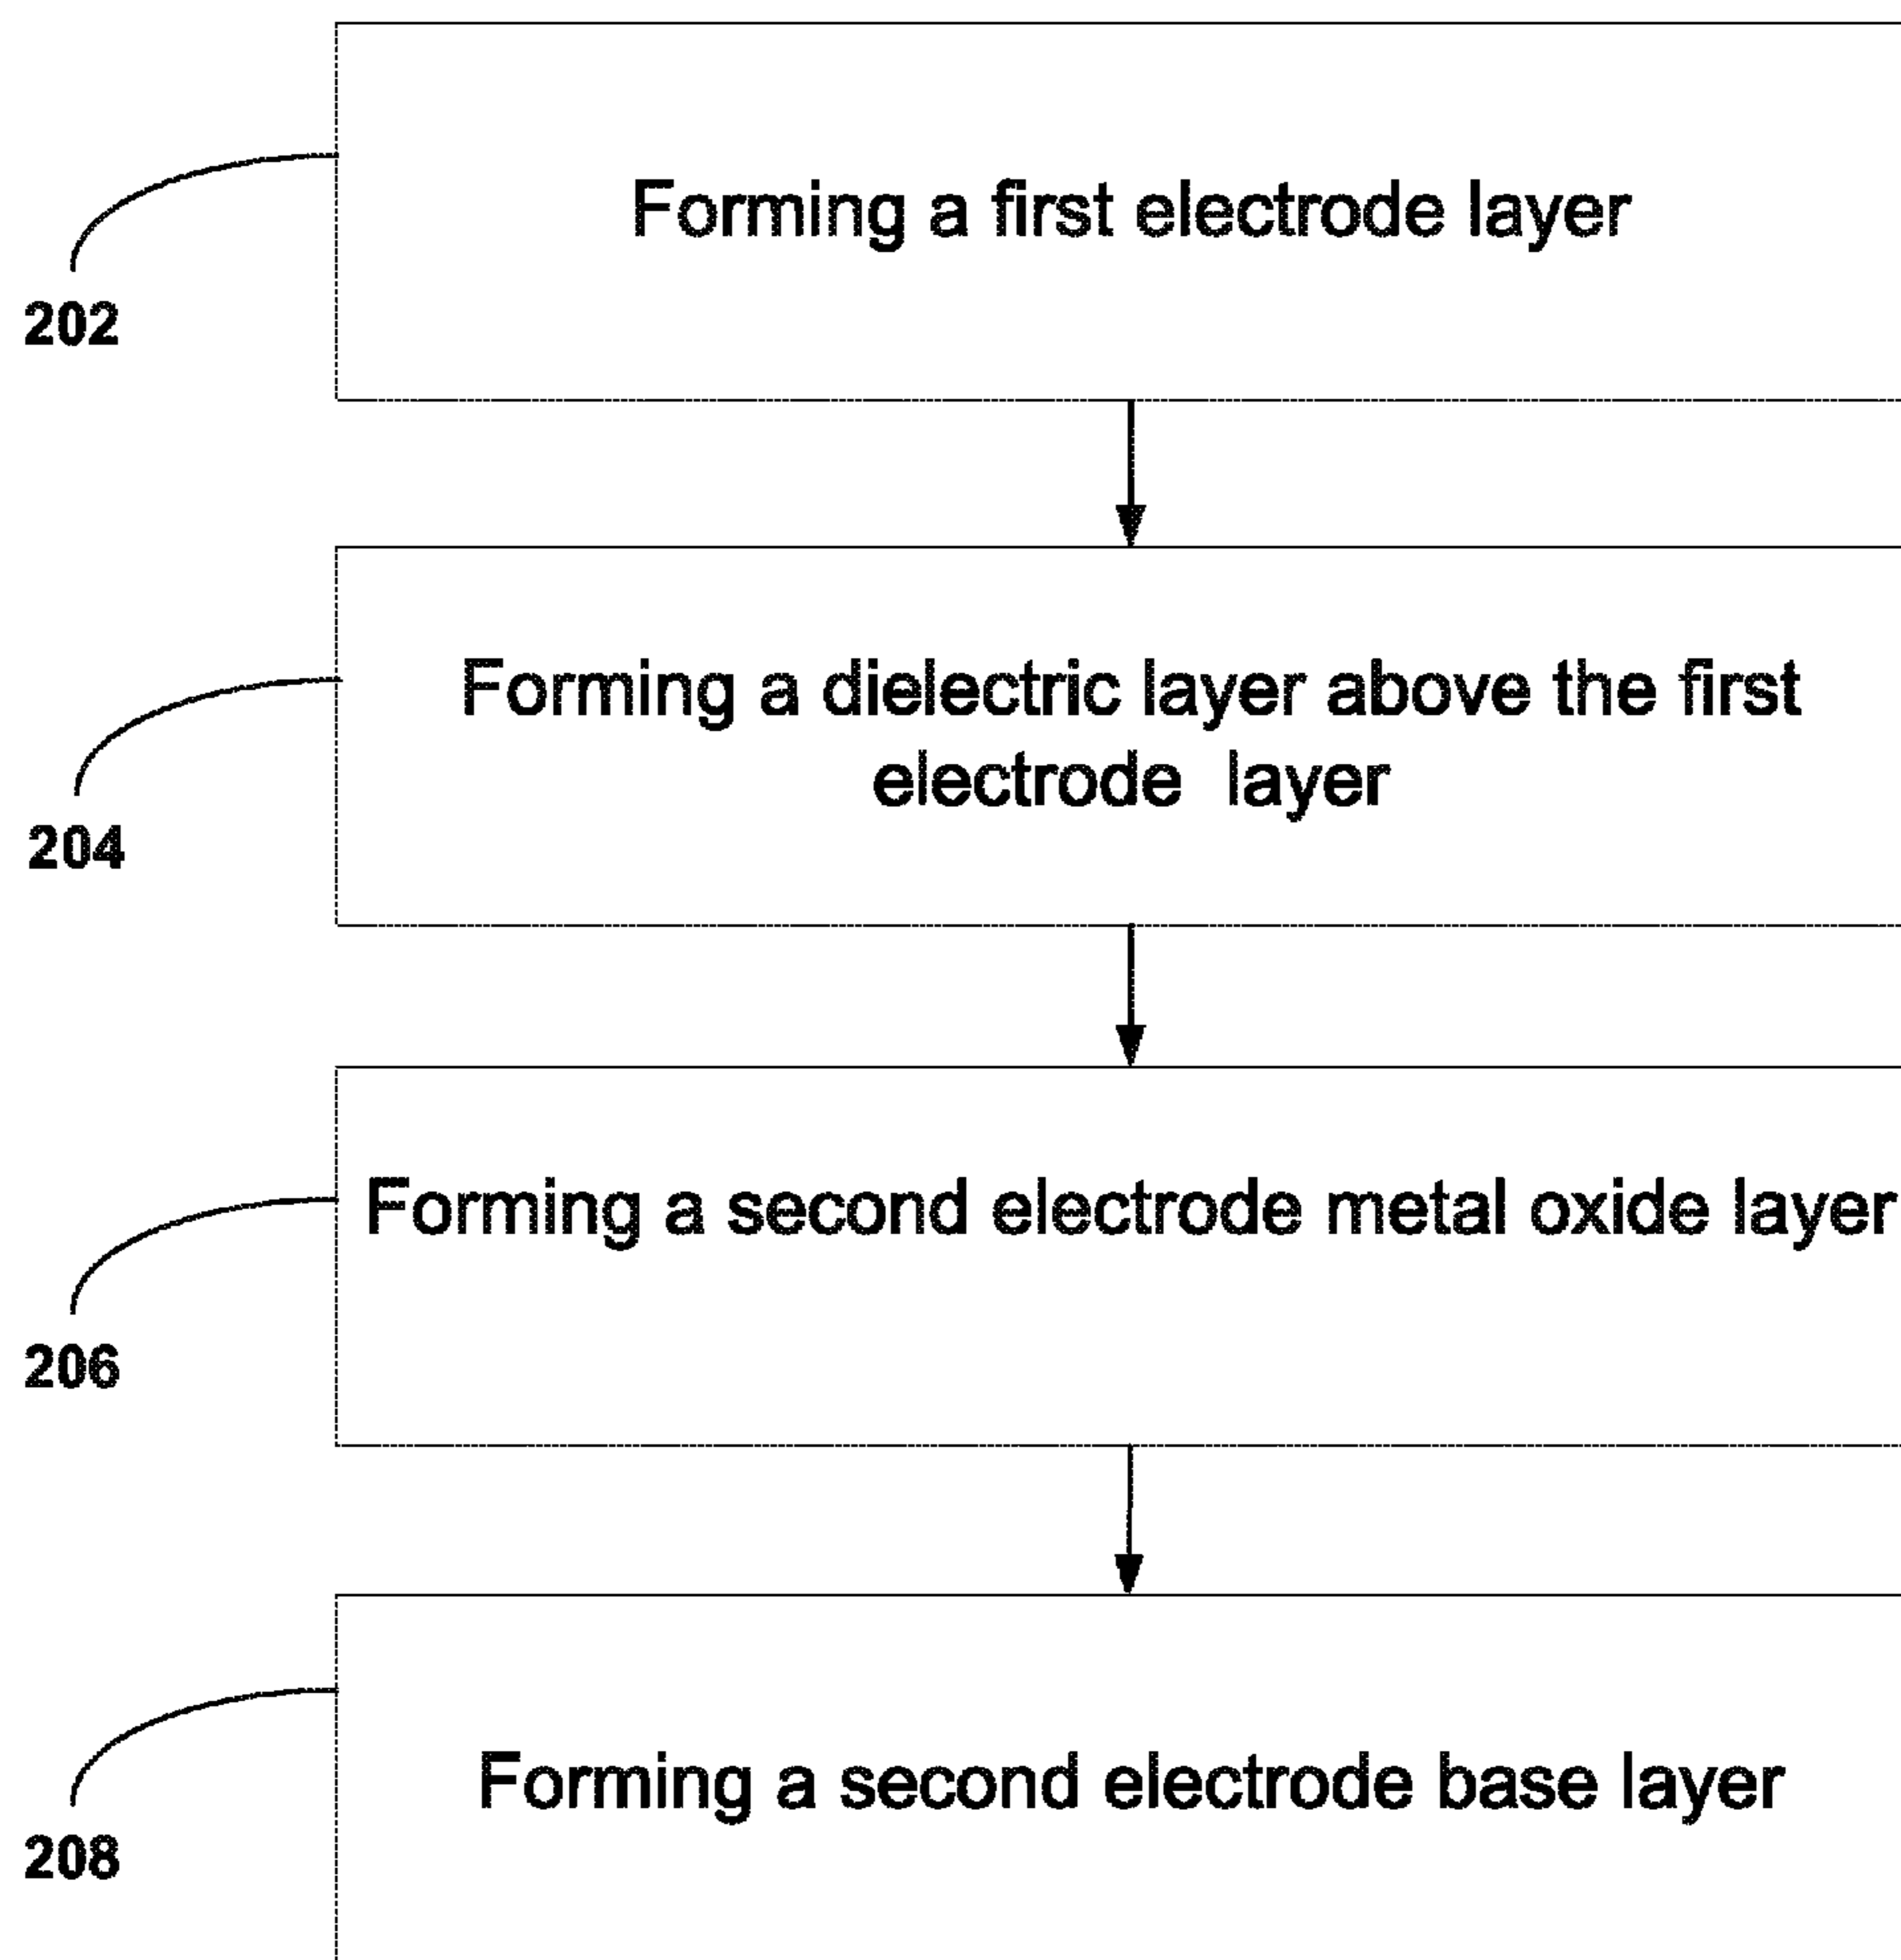 Forming a first electrode layer
202
Forming a dielectric layer above the first
electrode layer
204
Forming a second electrode metal oxide layer
206
Forming a second electrode base layer
208